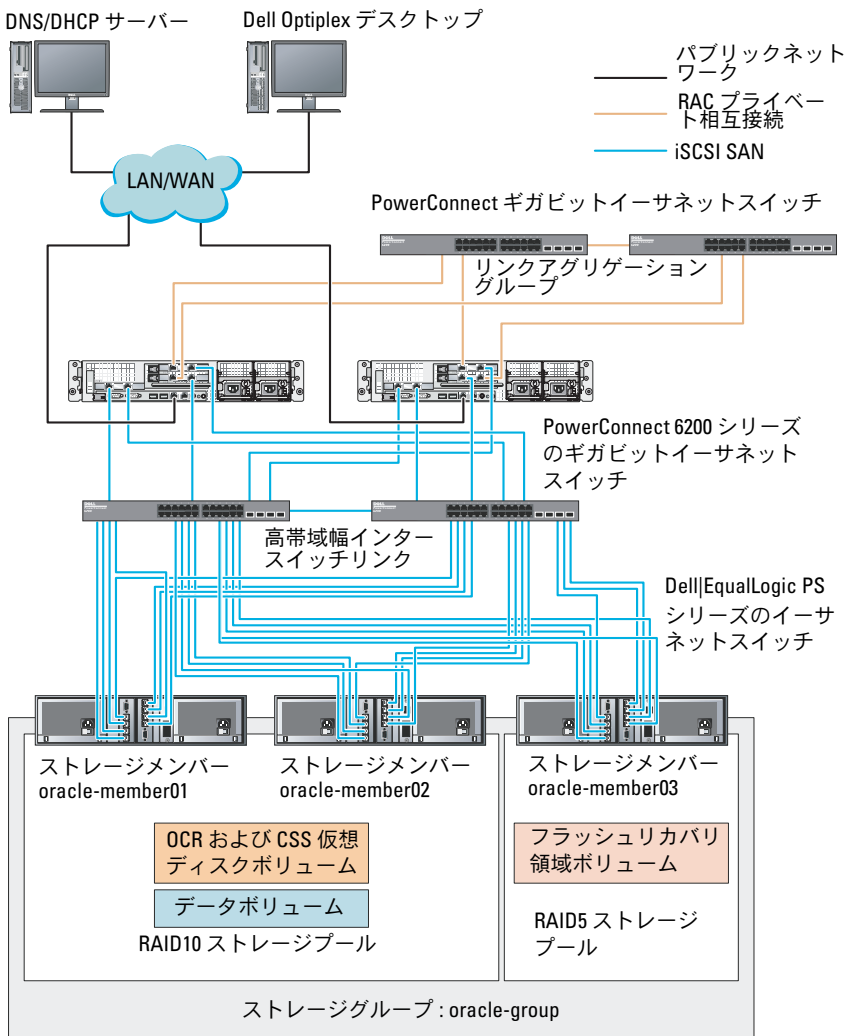 DNS/DHCP サーバー
Dell Optiplex デスクトップ
パブリックネット
ワーク
RAC プライベー
ト相互接続
iSCSI SAN
LAN/WAN
PowerConnect ギガビットイーサネットスイッチ
リンクアグリゲーション
グループ
PowerConnect 6200 シリーズ
のギガビットイーサネット
スイッチ
高帯域幅インター
スイッチリンク
Dell|EqualLogic PS
シリーズのイーサ
ネットスイッチ
ストレージメンバー
oracle-member01
ストレージメンバー
oracle-member02
ストレージメンバー
oracle-member03
OCR および CSS 仮想
ディスクボリューム
データボリューム
RAID10 ストレージプール
フラッシュリカバリ
領域ボリューム
RAID5 ストレージ
プール
ストレージグループ : oracle-group